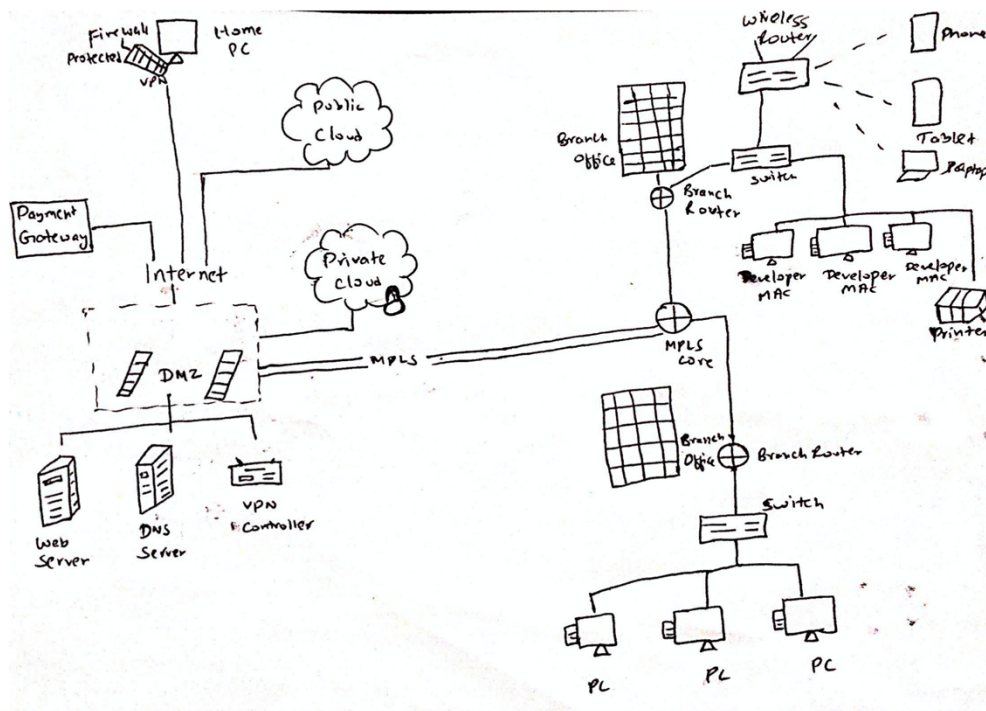 Firewall
Protected
VPN
Home
PC
Public
Cloud
Payment
Gateway
Internet
Private
Cloud
DMZ
MPLS
Web
Server
DNS
Server
VPN
Controller
Wireless
Router
Phone
Tablet
Laptop
Switch
Branch
Office
Branch
Router
Developer
MAC
Developer
MAC
Developer
MAC
Printer
MPLS
Core
Branch
Office
Branch Router
Switch
PC
PC
PC